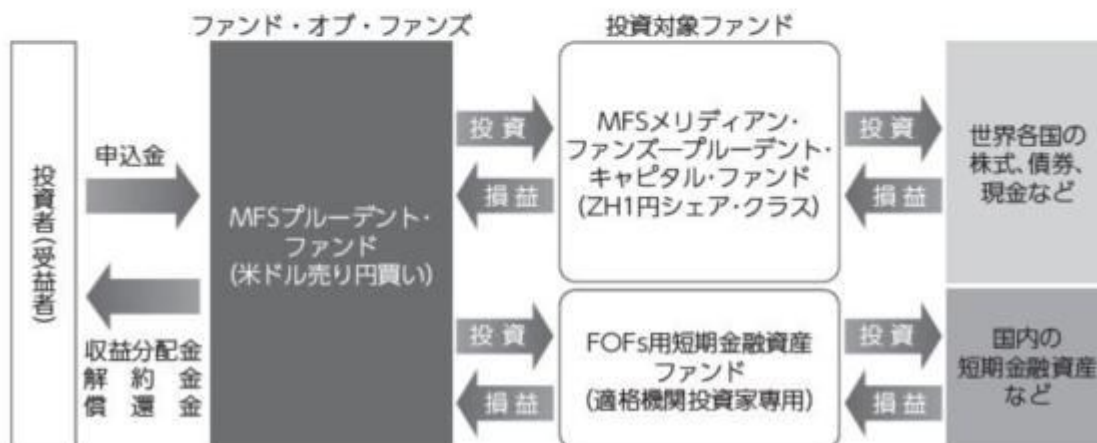 ファンド・オブ・ファンズ
投資対象ファンド
投資者(受益者)
申込金
収益分配金
解約金
償還金
MFSプルーデント・
ファンド
(米ドル売り円買い)
投資
損益
MFSメリディアン・
ファンズ―プルーデント・
キャピタル・ファンド
(ZH1円シェア・クラス)
投資
損益
世界各国の
株式、債券、
現金など
投資
損益
FOFs用短期金融資産
ファンド
(適格機関投資家専用)
投資
損益
国内の
短期金融資産
など